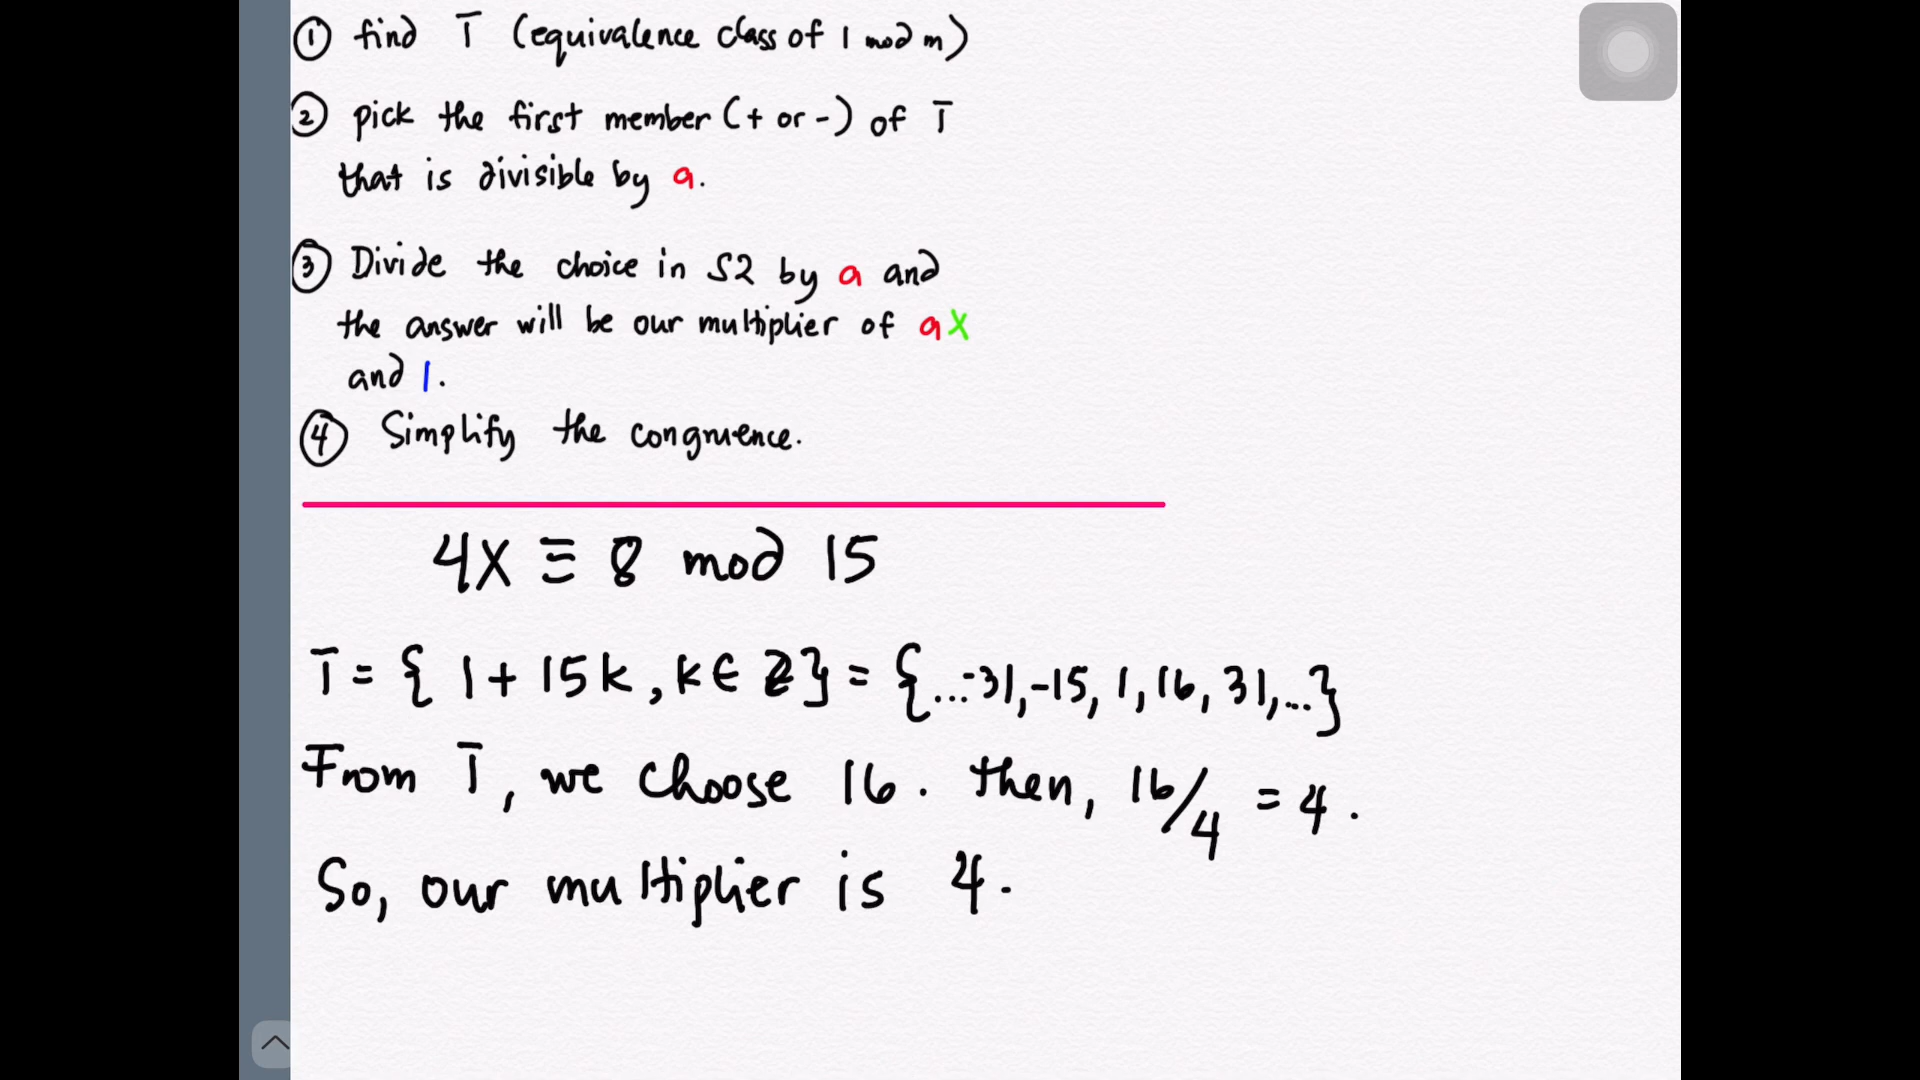 ① find 1̄ (equivalence class of 1 mod m)
② pick the first member (+ or -) of 1̄
that is divisible by a.
③ Divide the choice in S2 by a and
the answer will be our multiplier of aX
and 1.
④ Simplify the congruence.
4X ≡ 8 mod 15
1̄ = { 1 + 15k, k ∈ Z} = {...-31, -15, 1, 16, 31, ...}
From 1̄, we choose 16. then, 16/4 = 4.
So, our multiplier is 4.